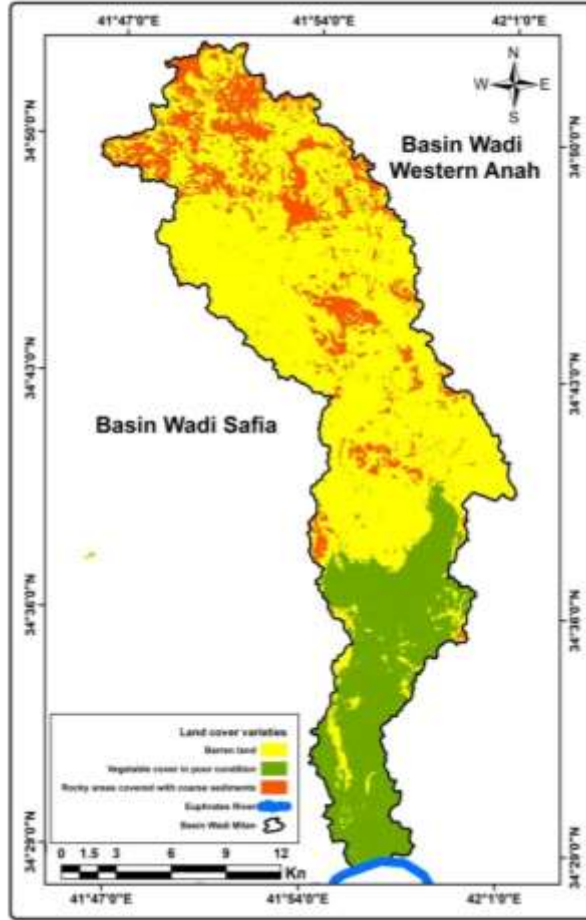 41°47'0"E 41°54'0"E 42°1'0"E
N
W E
S
34°50'0"N 34°50'0"N
Basin Wadi
Western Anah
34°43'0"N 34°43'0"N
Basin Wadi Safia
34°36'0"N 34°36'0"N
Land cover variaties
Barren land
Vegetable cover in poor condition
Rocky areas covered with coarse sediments
Euphrates River
Basin Wadi
34°29'0"N 34°29'0"N
0 1.5 3 6 9 12
Km
41°47'0"E 41°54'0"E 42°1'0"E